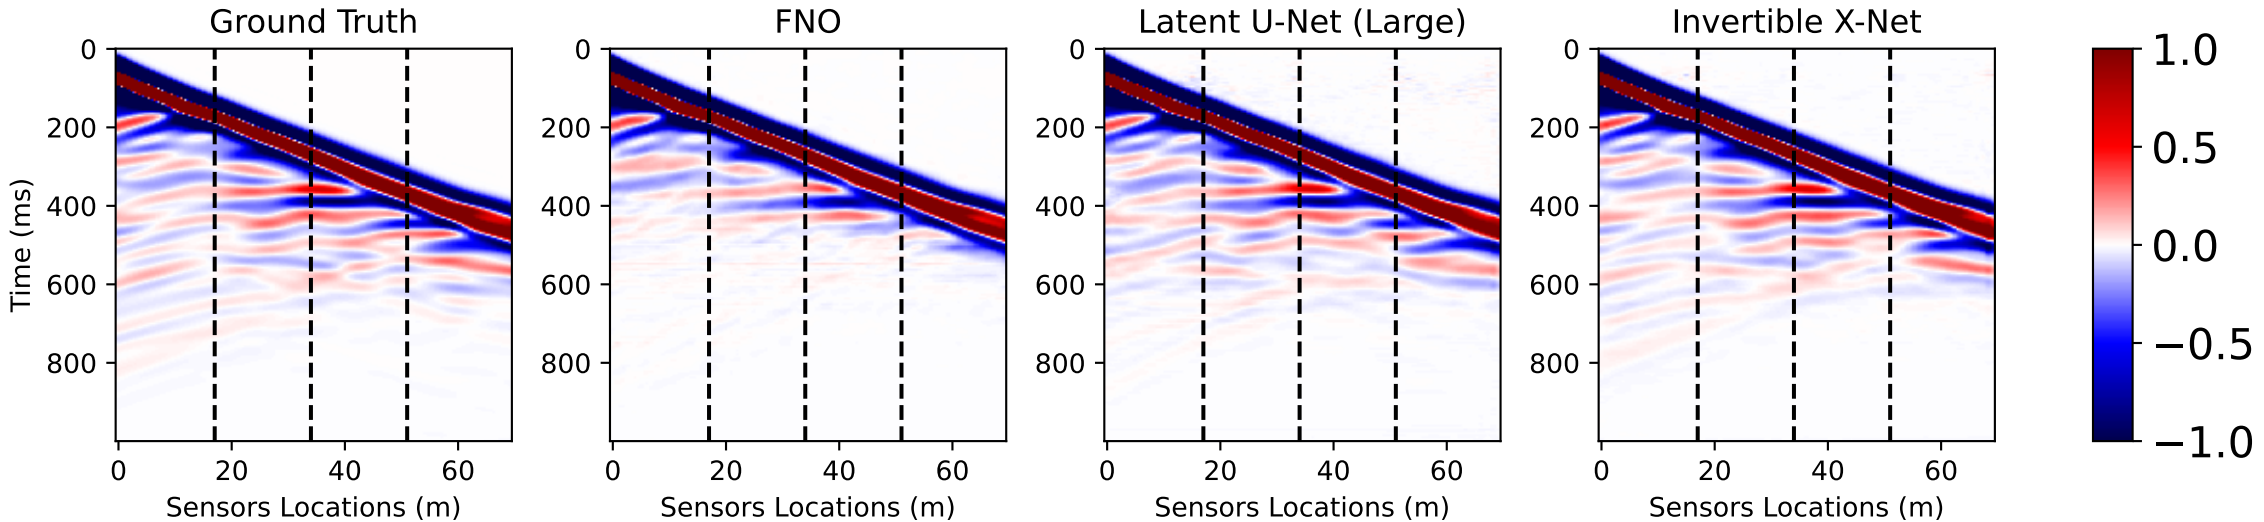 Ground Truth
FNO
Latent U-Net (Large)
Invertible X-Net
0
200
400
600
800
Time (ms)
0 20 40 60
Sensors Locations (m)
0
200
400
600
800
0 20 40 60
Sensors Locations (m)
0
200
400
600
800
0 20 40 60
Sensors Locations (m)
0
200
400
600
800
0 20 40 60
Sensors Locations (m)
1.0
0.5
0.0
−0.5
−1.0